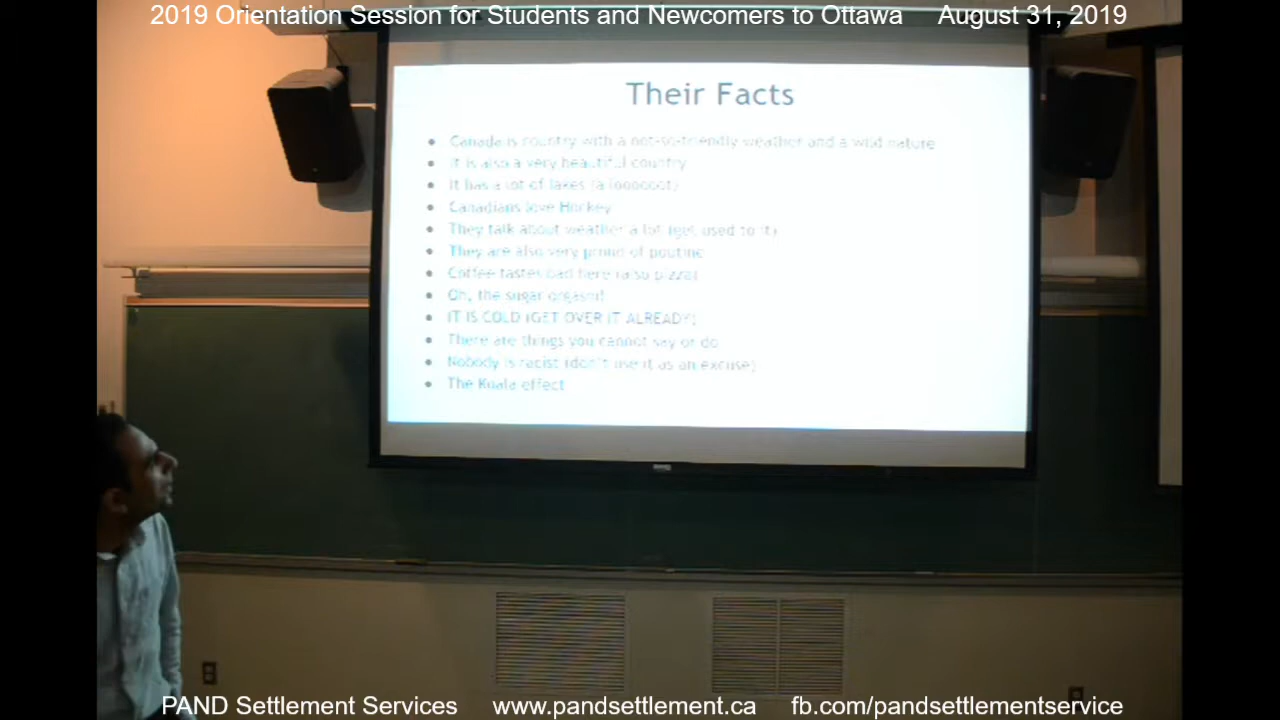 2019 Orientation Session for Students and Newcomers to Ottawa August 31, 2019
Their Facts
Canada is country with a not-so-friendly weather and a wild nature
It is also a very beautiful country
It has a lot of lakes (a looooooot)
Canadians love Hockey
They talk about weather a lot (get used to it)
They are also very proud of poutine
Coffee tastes bad here (also pizza)
Oh, the sugar orgasm!
IT IS COLD (GET OVER IT ALREADY)
There are things you cannot say or do
Nobody is racist (don't use it as an excuse)
The Koala effect
PAND Settlement Services www.pandsettlement.ca fb.com/pandsettlementservice